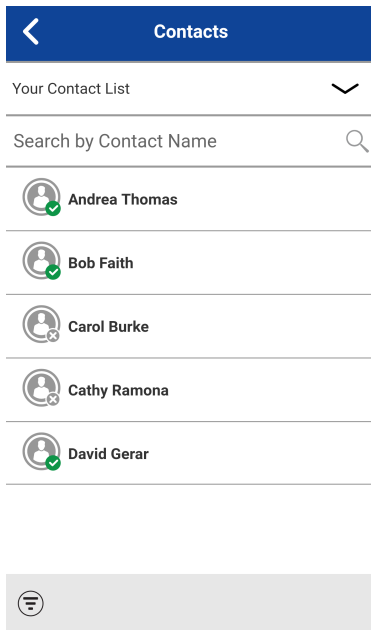 Contacts
Your Contact List
Search by Contact Name
Andrea Thomas
Bob Faith
Carol Burke
Cathy Ramona
David Gerar